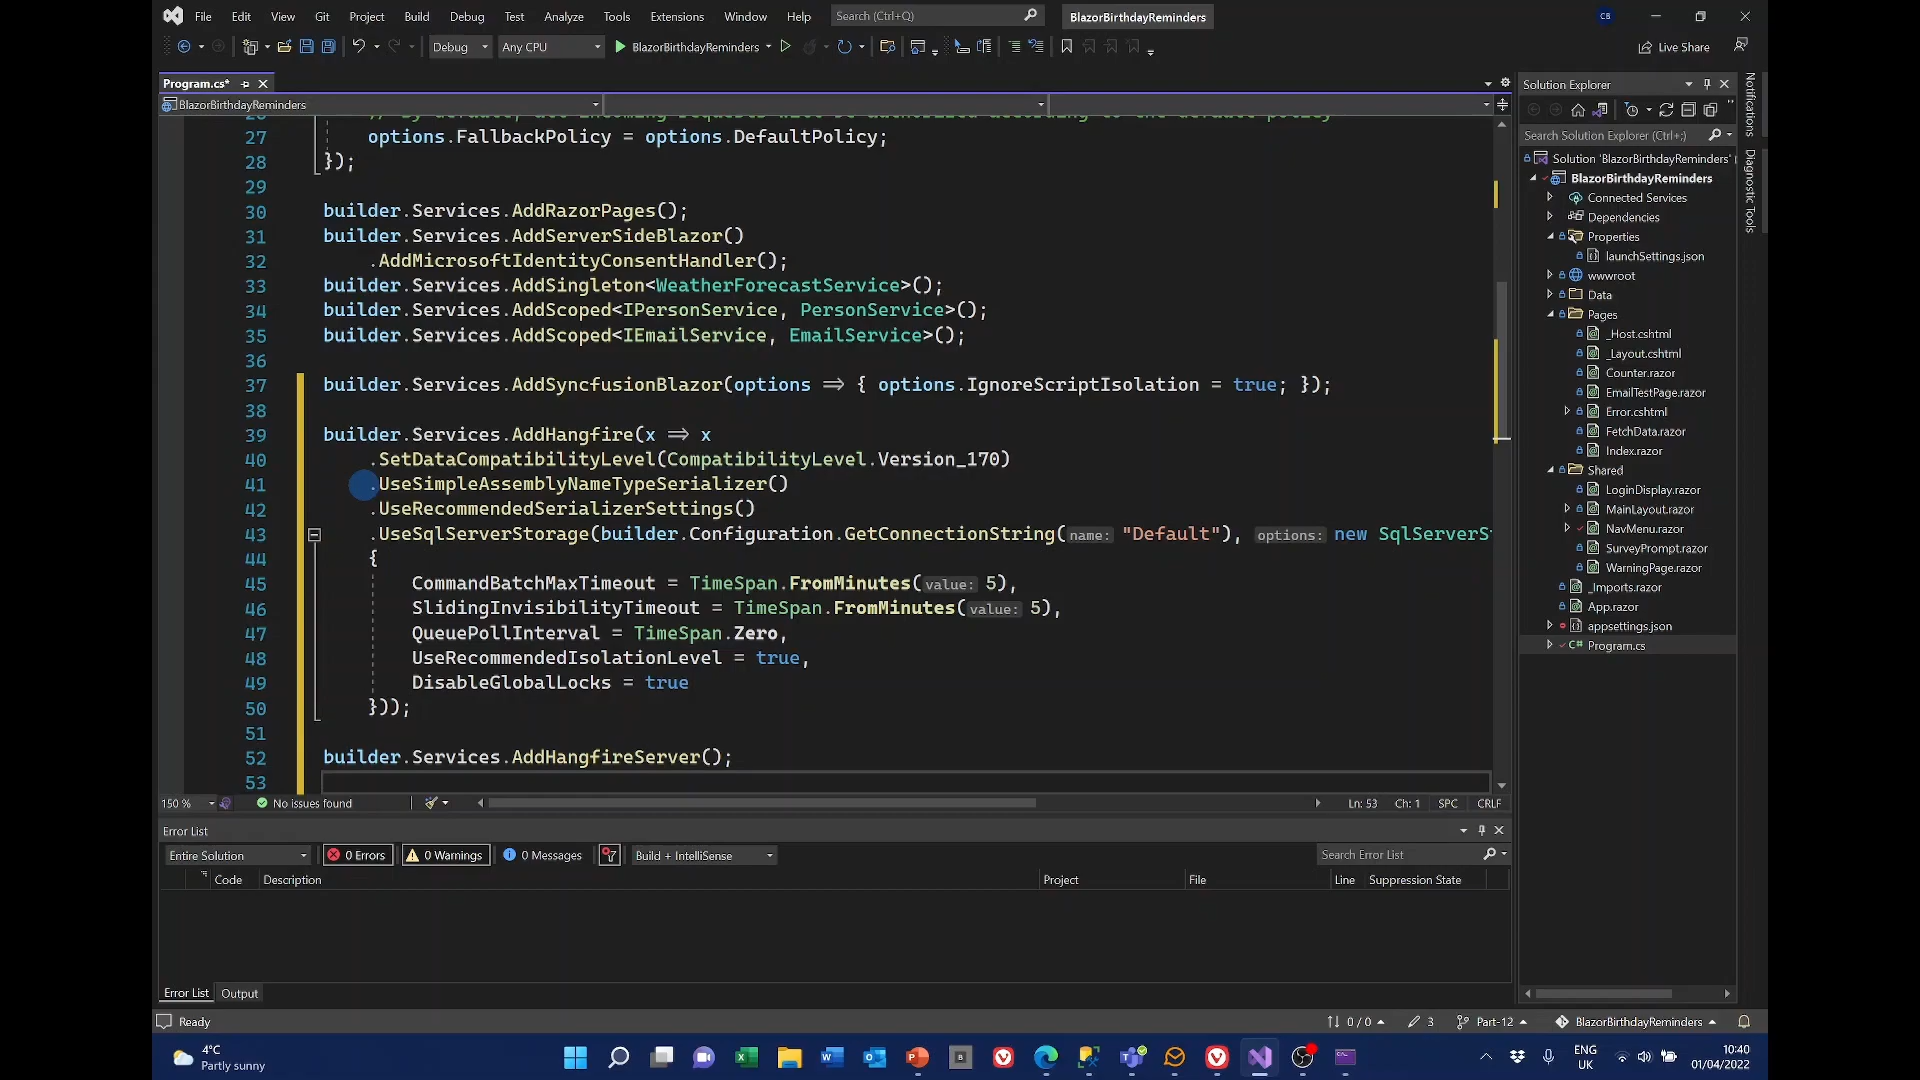 File Edit View Git Project Build Debug Test Analyze Tools Extensions Window Help Search (Ctrl+Q) BlazorBirthdayReminders CB
Debug Any CPU BlazorBirthdayReminders Live Share
Program.cs* Solution Explorer
BlazorBirthdayReminders
27 options.FallbackPolicy = options.DefaultPolicy;
28 });
29
30 builder.Services.AddRazorPages();
31 builder.Services.AddServerSideBlazor()
32 .AddMicrosoftIdentityConsentHandler();
33 builder.Services.AddSingleton<WeatherForecastService>();
34 builder.Services.AddScoped<IPersonService, PersonService>();
35 builder.Services.AddScoped<IEmailService, EmailService>();
36
37 builder.Services.AddSyncfusionBlazor(options => { options.IgnoreScriptIsolation = true; });
38
39 builder.Services.AddHangfire(x => x
40 .SetDataCompatibilityLevel(CompatibilityLevel.Version_170)
41 .UseSimpleAssemblyNameTypeSerializer()
42 .UseRecommendedSerializerSettings()
43 .UseSqlServerStorage(builder.Configuration.GetConnectionString(name: "Default"), options: new SqlServerSt
44 {
45 CommandBatchMaxTimeout = TimeSpan.FromMinutes(value: 5),
46 SlidingInvisibilityTimeout = TimeSpan.FromMinutes(value: 5),
47 QueuePollInterval = TimeSpan.Zero,
48 UseRecommendedIsolationLevel = true,
49 DisableGlobalLocks = true
50 }));
51
52 builder.Services.AddHangfireServer();
53
150 % No issues found Ln: 53 Ch: 1 SPC CRLF
Search Solution Explorer (Ctrl+;)
Solution 'BlazorBirthdayReminders'
BlazorBirthdayReminders
Connected Services
Dependencies
Properties
launchSettings.json
wwwroot
Data
Pages
_Host.cshtml
_Layout.cshtml
Counter.razor
EmailTestPage.razor
Error.cshtml
FetchData.razor
Index.razor
Shared
LoginDisplay.razor
MainLayout.razor
NavMenu.razor
SurveyPrompt.razor
WarningPage.razor
_Imports.razor
App.razor
appsettings.json
Program.cs
Notifications
Diagnostic Tools
Error List
Entire Solution 0 Errors 0 Warnings 0 Messages Build + IntelliSense Search Error List
Code Description Project File Line Suppression State
Error List Output
Ready 0 / 0 3 Part-12 BlazorBirthdayReminders
4°C
Partly sunny
ENG
UK
10:40
01/04/2022